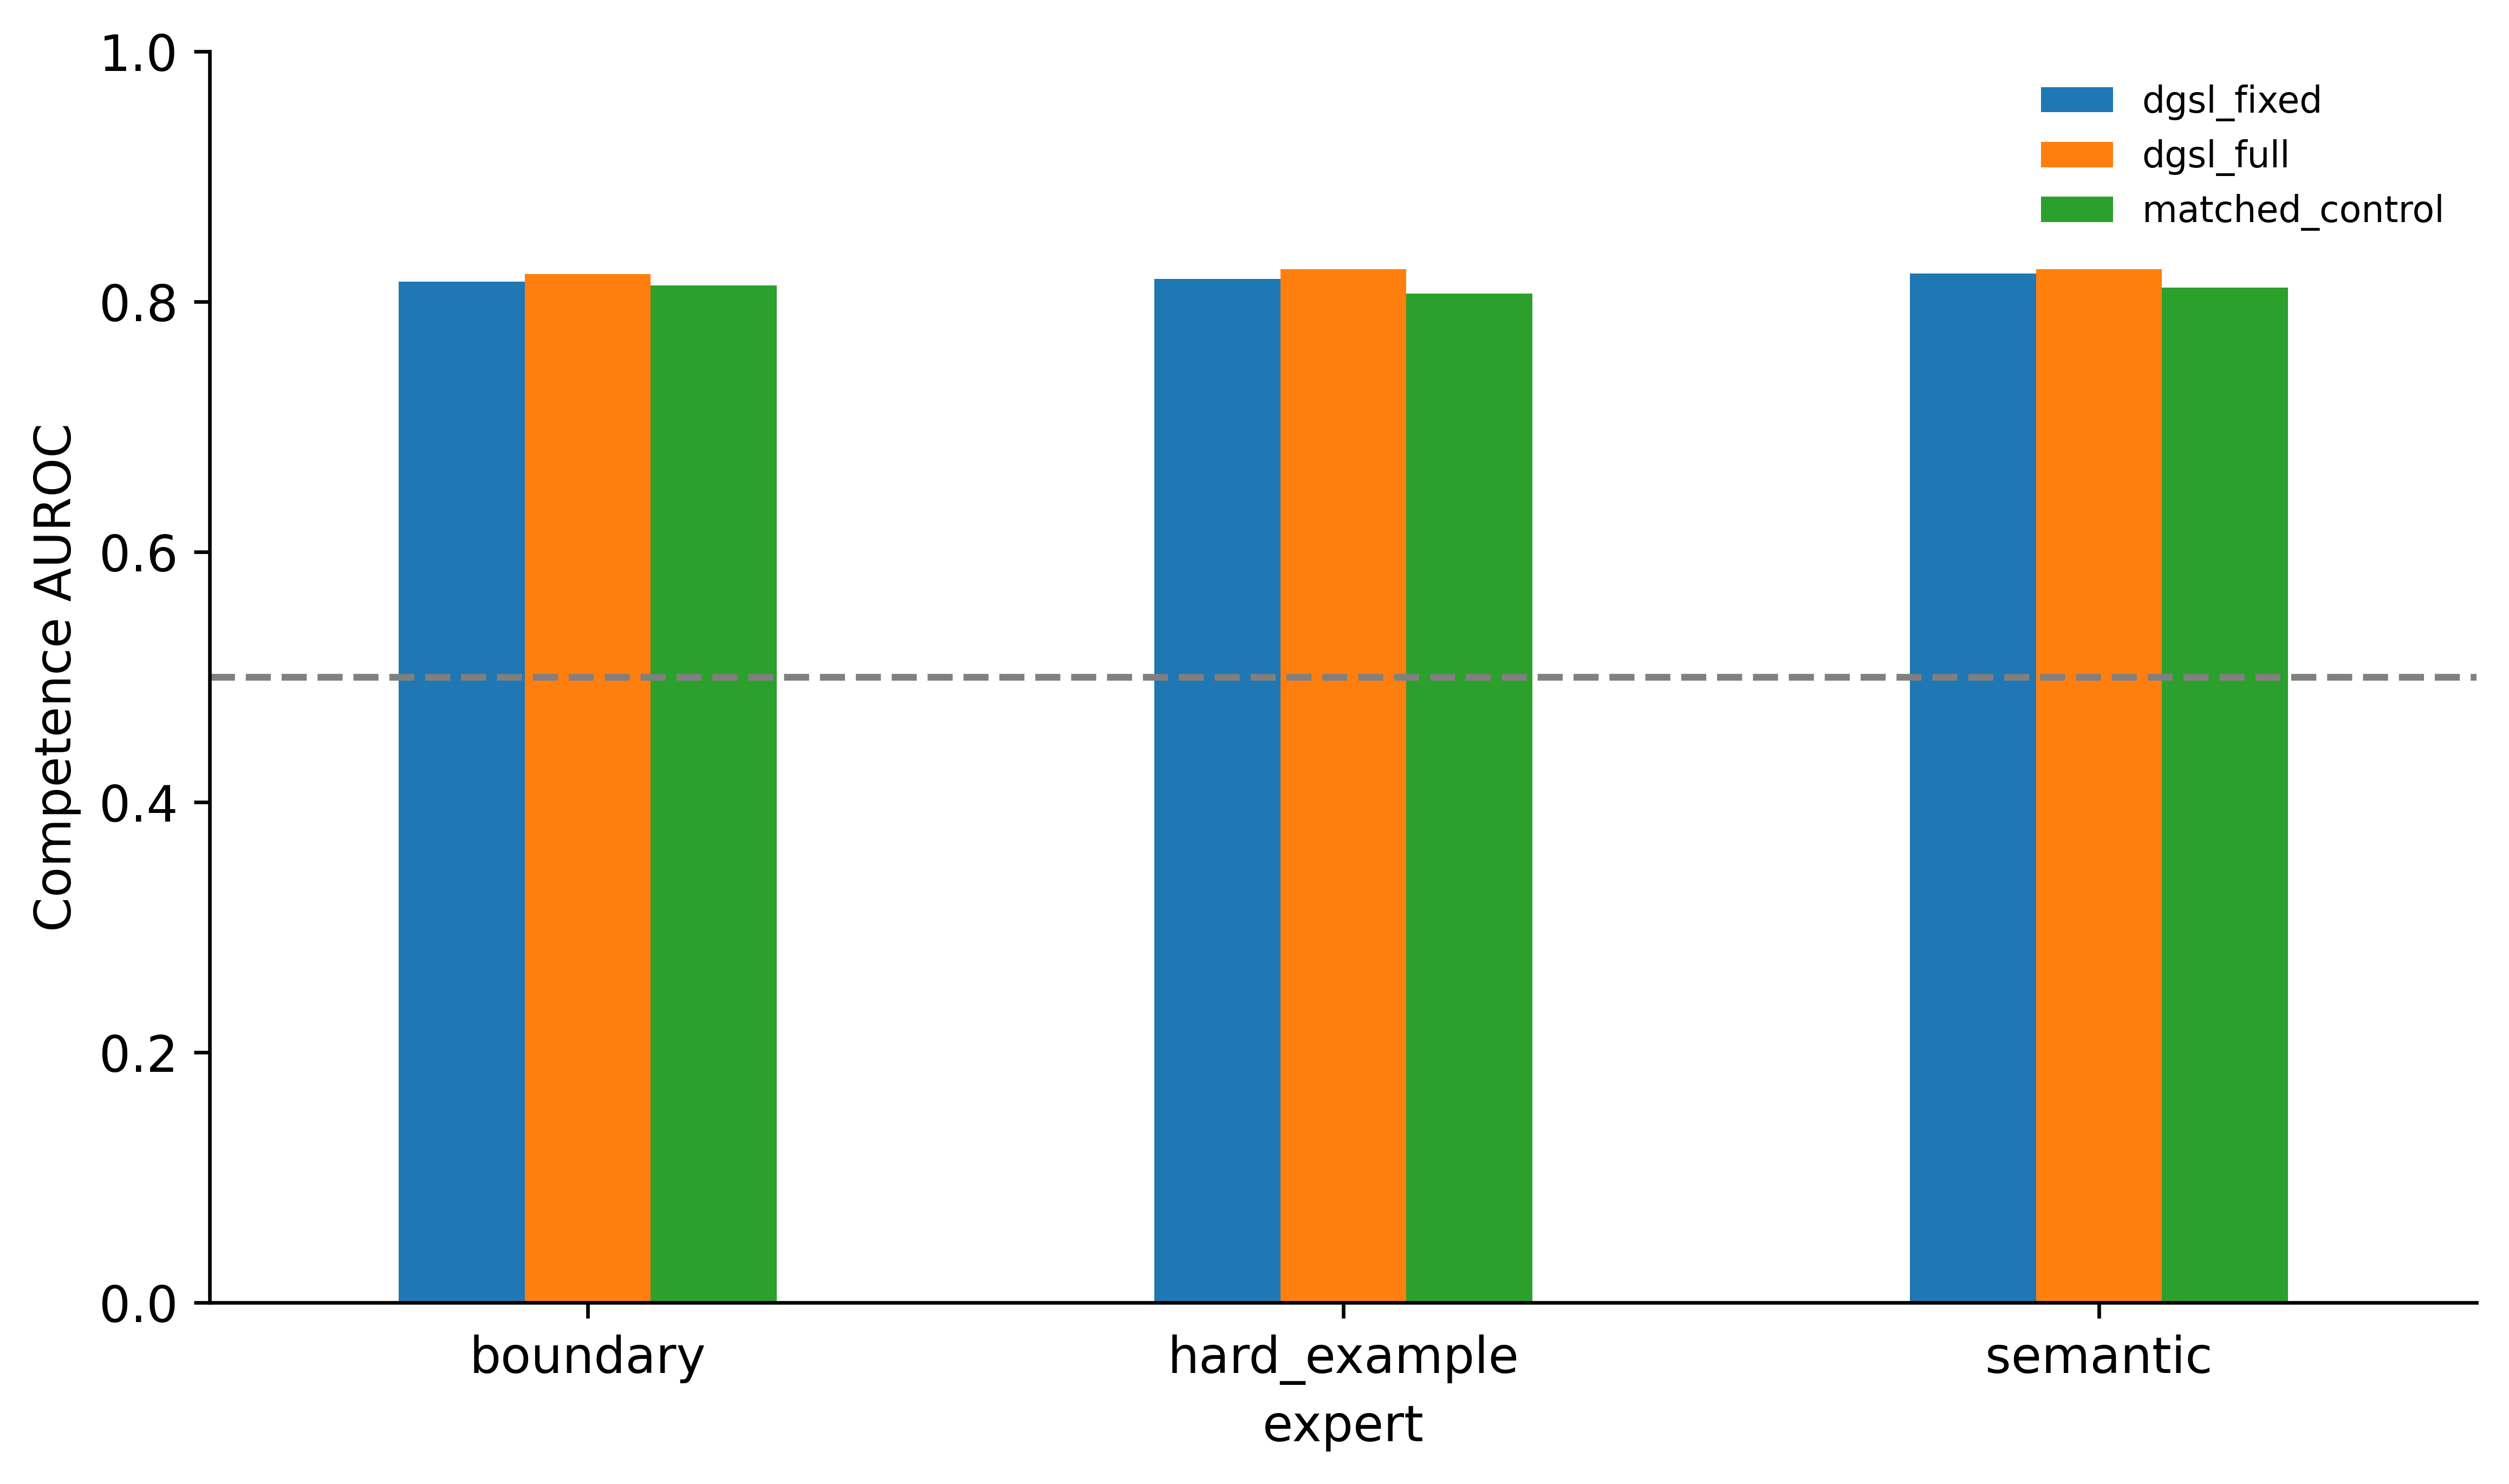 1.0
0.8
0.6
0.4
0.2
0.0
Competence AUROC
dgsl_fixed
dgsl_full
matched_control
boundary
hard_example
semantic
expert